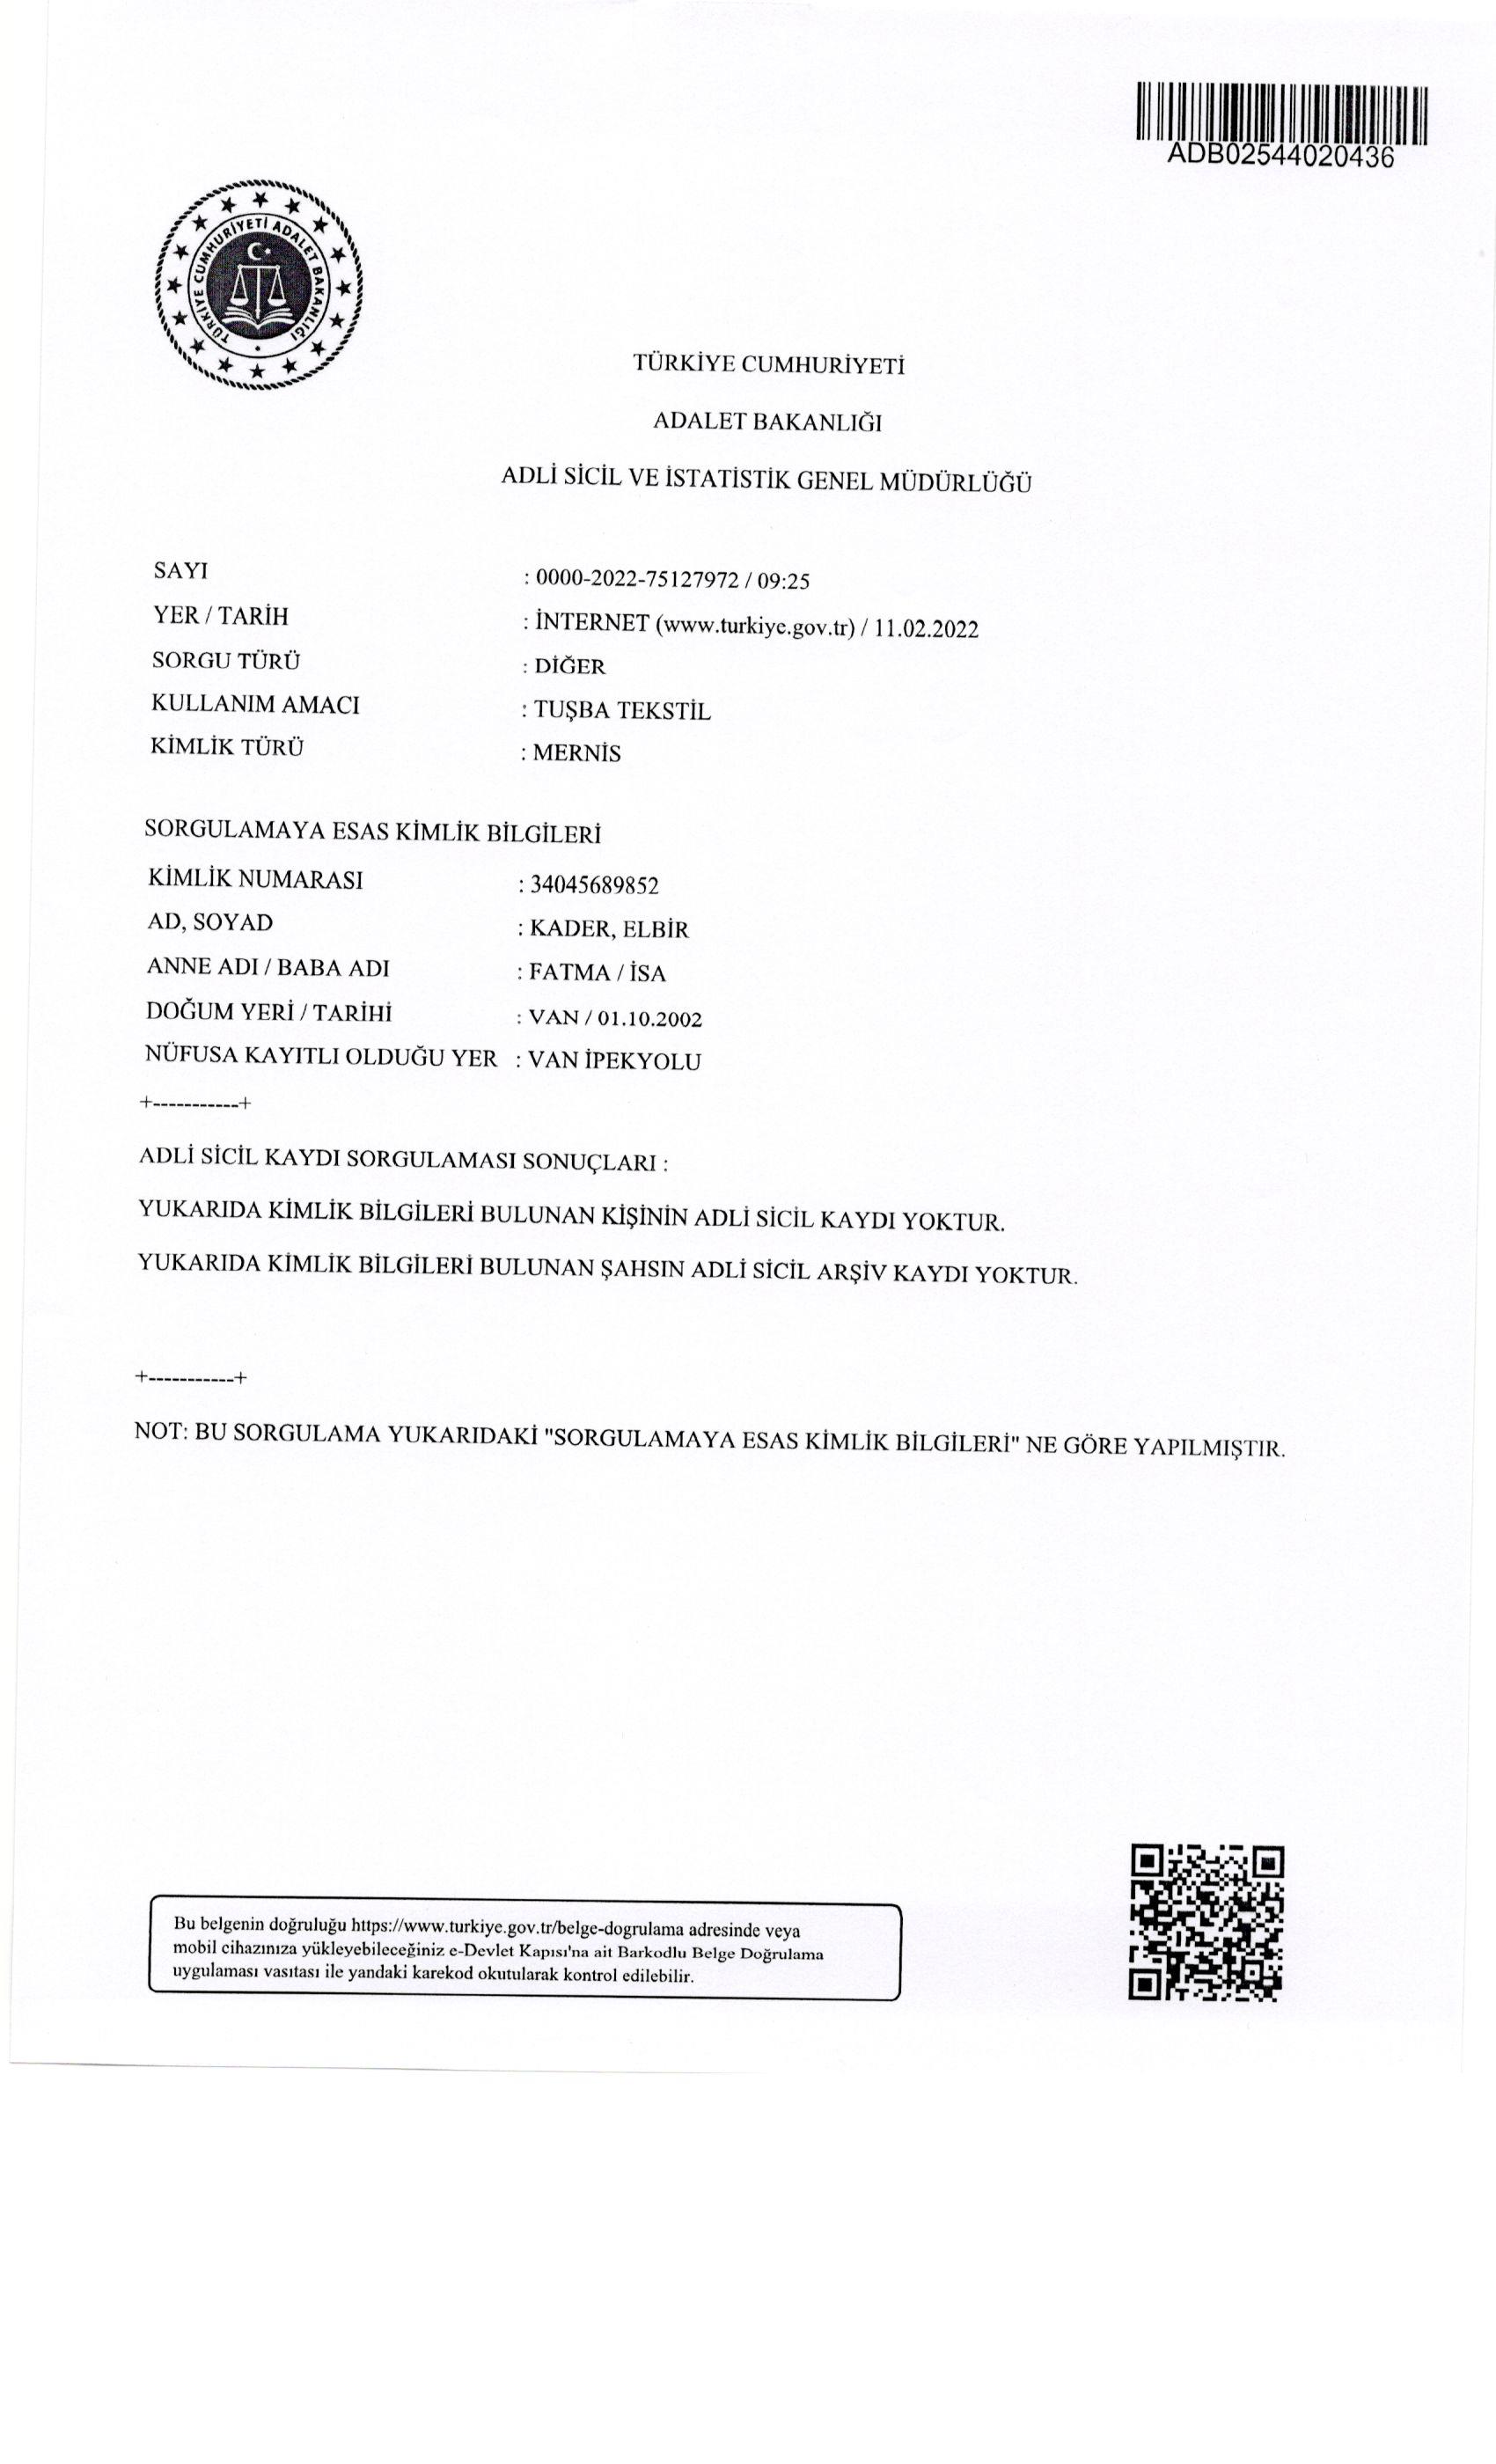 ADB02544020436
TÜRKİYE CUMHURİYETİ ADALET BAKANLIĞI
TÜRKİYE CUMHURİYETİ
ADALET BAKANLIĞI
ADLİ SİCİL VE İSTATİSTİK GENEL MÜDÜRLÜĞÜ
SAYI : 0000-2022-75127972 / 09:25
YER / TARİH : İNTERNET (www.turkiye.gov.tr) / 11.02.2022
SORGU TÜRÜ : DİĞER
KULLANIM AMACI : TUŞBA TEKSTİL
KİMLİK TÜRÜ : MERNİS
SORGULAMAYA ESAS KİMLİK BİLGİLERİ
KİMLİK NUMARASI : 34045689852
AD, SOYAD : KADER, ELBİR
ANNE ADI / BABA ADI : FATMA / İSA
DOĞUM YERİ / TARİHİ : VAN / 01.10.2002
NÜFUSA KAYITLI OLDUĞU YER : VAN İPEKYOLU
+-----------+
ADLİ SİCİL KAYDI SORGULAMASI SONUÇLARI :
YUKARIDA KİMLİK BİLGİLERİ BULUNAN KİŞİNİN ADLİ SİCİL KAYDI YOKTUR.
YUKARIDA KİMLİK BİLGİLERİ BULUNAN ŞAHSIN ADLİ SİCİL ARŞİV KAYDI YOKTUR.
+-----------+
NOT: BU SORGULAMA YUKARIDAKİ "SORGULAMAYA ESAS KİMLİK BİLGİLERİ" NE GÖRE YAPILMIŞTIR.
Bu belgenin doğruluğu https://www.turkiye.gov.tr/belge-dogrulama adresinde veya
mobil cihazınıza yükleyebileceğiniz e-Devlet Kapısı'na ait Barkodlu Belge Doğrulama
uygulaması vasıtası ile yandaki karekod okutularak kontrol edilebilir.